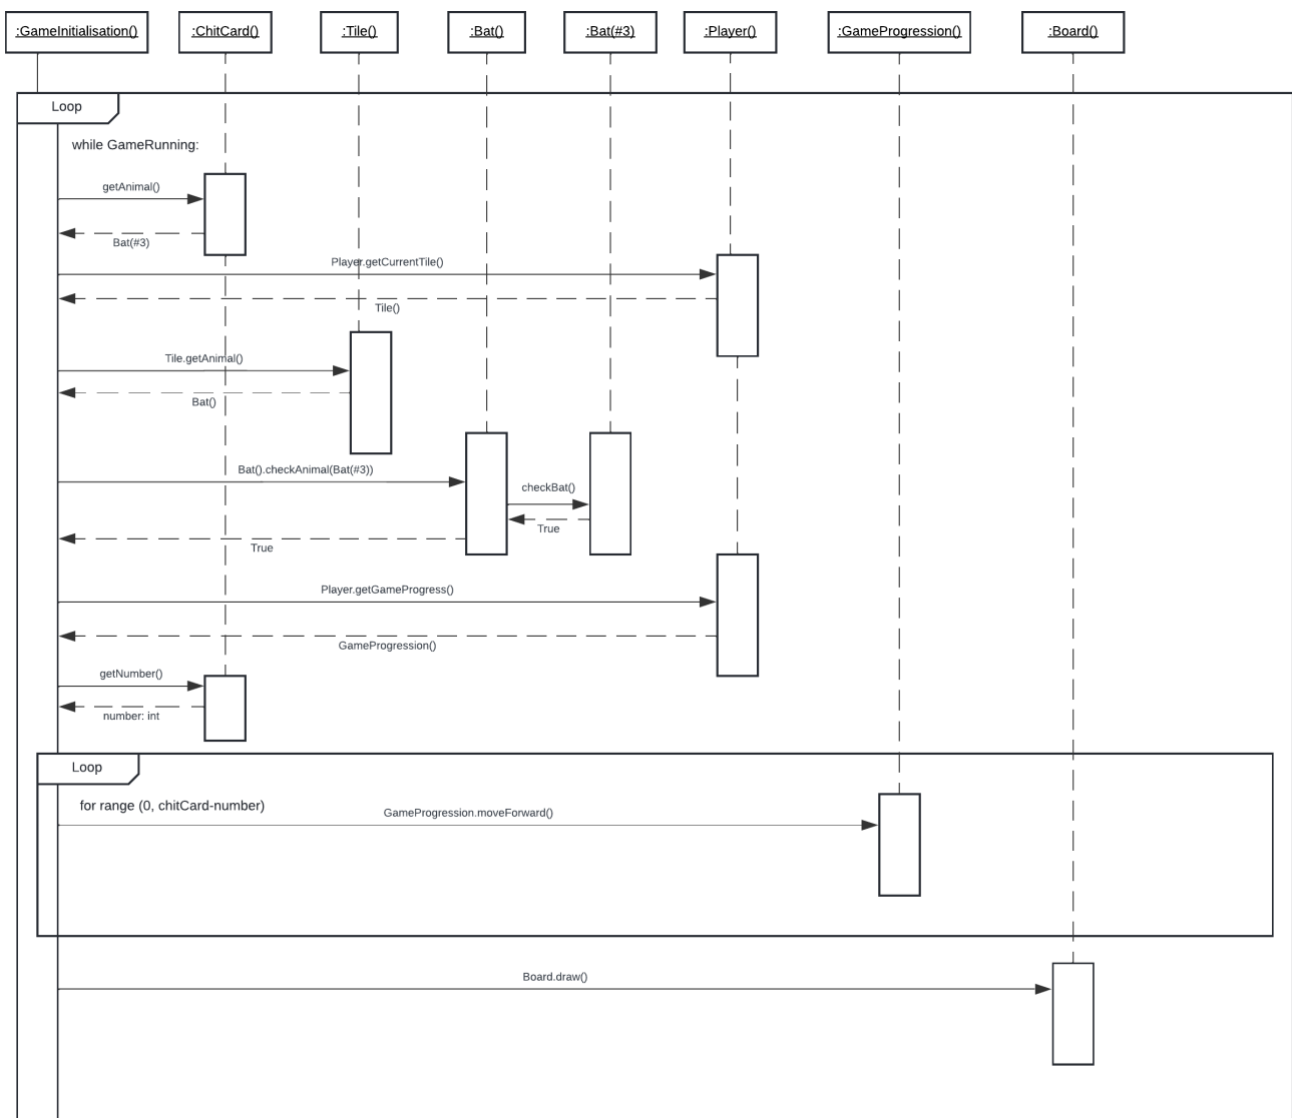 :GameInitialisation()
:ChitCard()
:Tile()
:Bat()
:Bat(#3)
:Player()
:GameProgression()
:Board()
Loop
while GameRunning:
getAnimal()
Bat(#3)
Player.getCurrentTile()
Tile()
Tile.getAnimal()
Bat()
Bat().checkAnimal(Bat(#3))
checkBat()
True
True
Player.getGameProgress()
GameProgression()
getNumber()
number: int
Loop
for range (0, chitCard-number)
GameProgression.moveForward()
Board.draw()